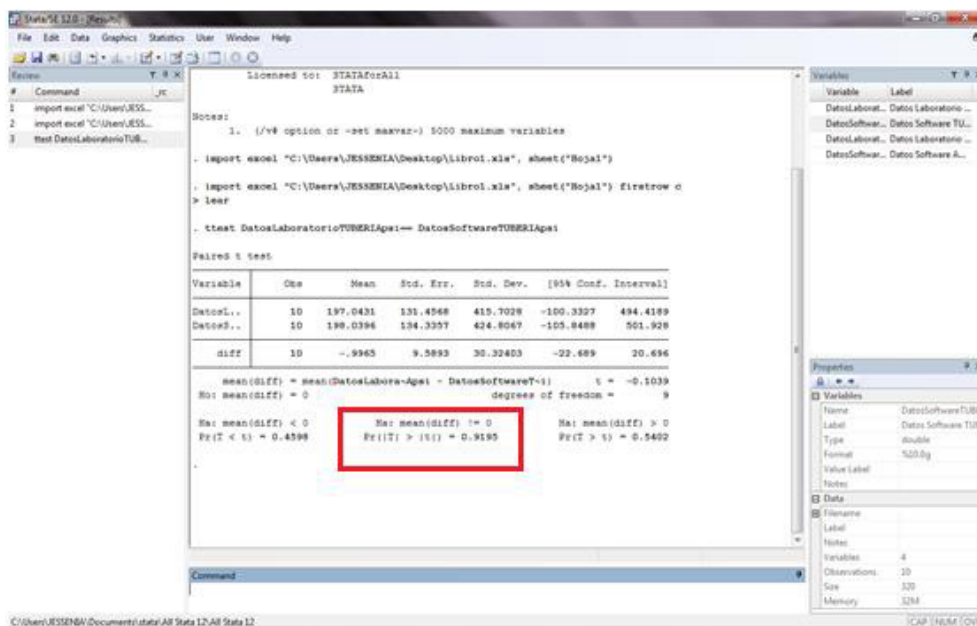 Stata/SE 12.0 - [Results]
File Edit Data Graphics Statistics User Window Help
Review
# Command _rc
1 import excel "C:\Users\JESS...
2 import excel "C:\Users\JESS...
3 ttest DatosLaboratorioTUB...
Licensed to: STATAforAll
STATA
Notes:
1. (/v# option or -set maxvar-) 5000 maximum variables
. import excel "C:\Users\JESSENIA\Desktop\Libro1.xls", sheet("Hoja1")
. import excel "C:\Users\JESSENIA\Desktop\Libro1.xls", sheet("Hoja1") firstrow c
> lear
. ttest DatosLaboratorioTUBERIApsi== DatosSoftwareTUBERIApsi
Paired t test
Variable Obs Mean Std. Err. Std. Dev. [95% Conf. Interval]
DatosL.. 10 197.0431 131.4568 415.7028 -100.3327 494.4189
DatosS.. 10 198.0396 134.3357 424.8067 -105.8488 501.928
diff 10 -.9965 9.5893 30.32403 -22.689 20.696
mean(diff) = mean(DatosLabora~Apsi - DatosSoftwareT~i) t = -0.1039
Ho: mean(diff) = 0 degrees of freedom = 9
Ha: mean(diff) < 0 Ha: mean(diff) != 0 Ha: mean(diff) > 0
Pr(T < t) = 0.4598 Pr(|T| > |t|) = 0.9195 Pr(T > t) = 0.5402
.
Command
Variables
Variable Label
DatosLaborat... Datos Laboratorio ...
DatosSoftwar... Datos Software TU...
DatosLaborat... Datos Laboratorio ...
DatosSoftwar... Datos Software A...
Properties
Variables
Name DatosSoftwareTUB
Label Datos Software TU
Type double
Format %10.0g
Value Label
Notes
Data
Filename
Label
Notes
Variables 4
Observations 10
Size 320
Memory 32M
C:\Users\JESSENIA\Documents\stata\All Stata 12\All Stata 12
CAP NUM OV